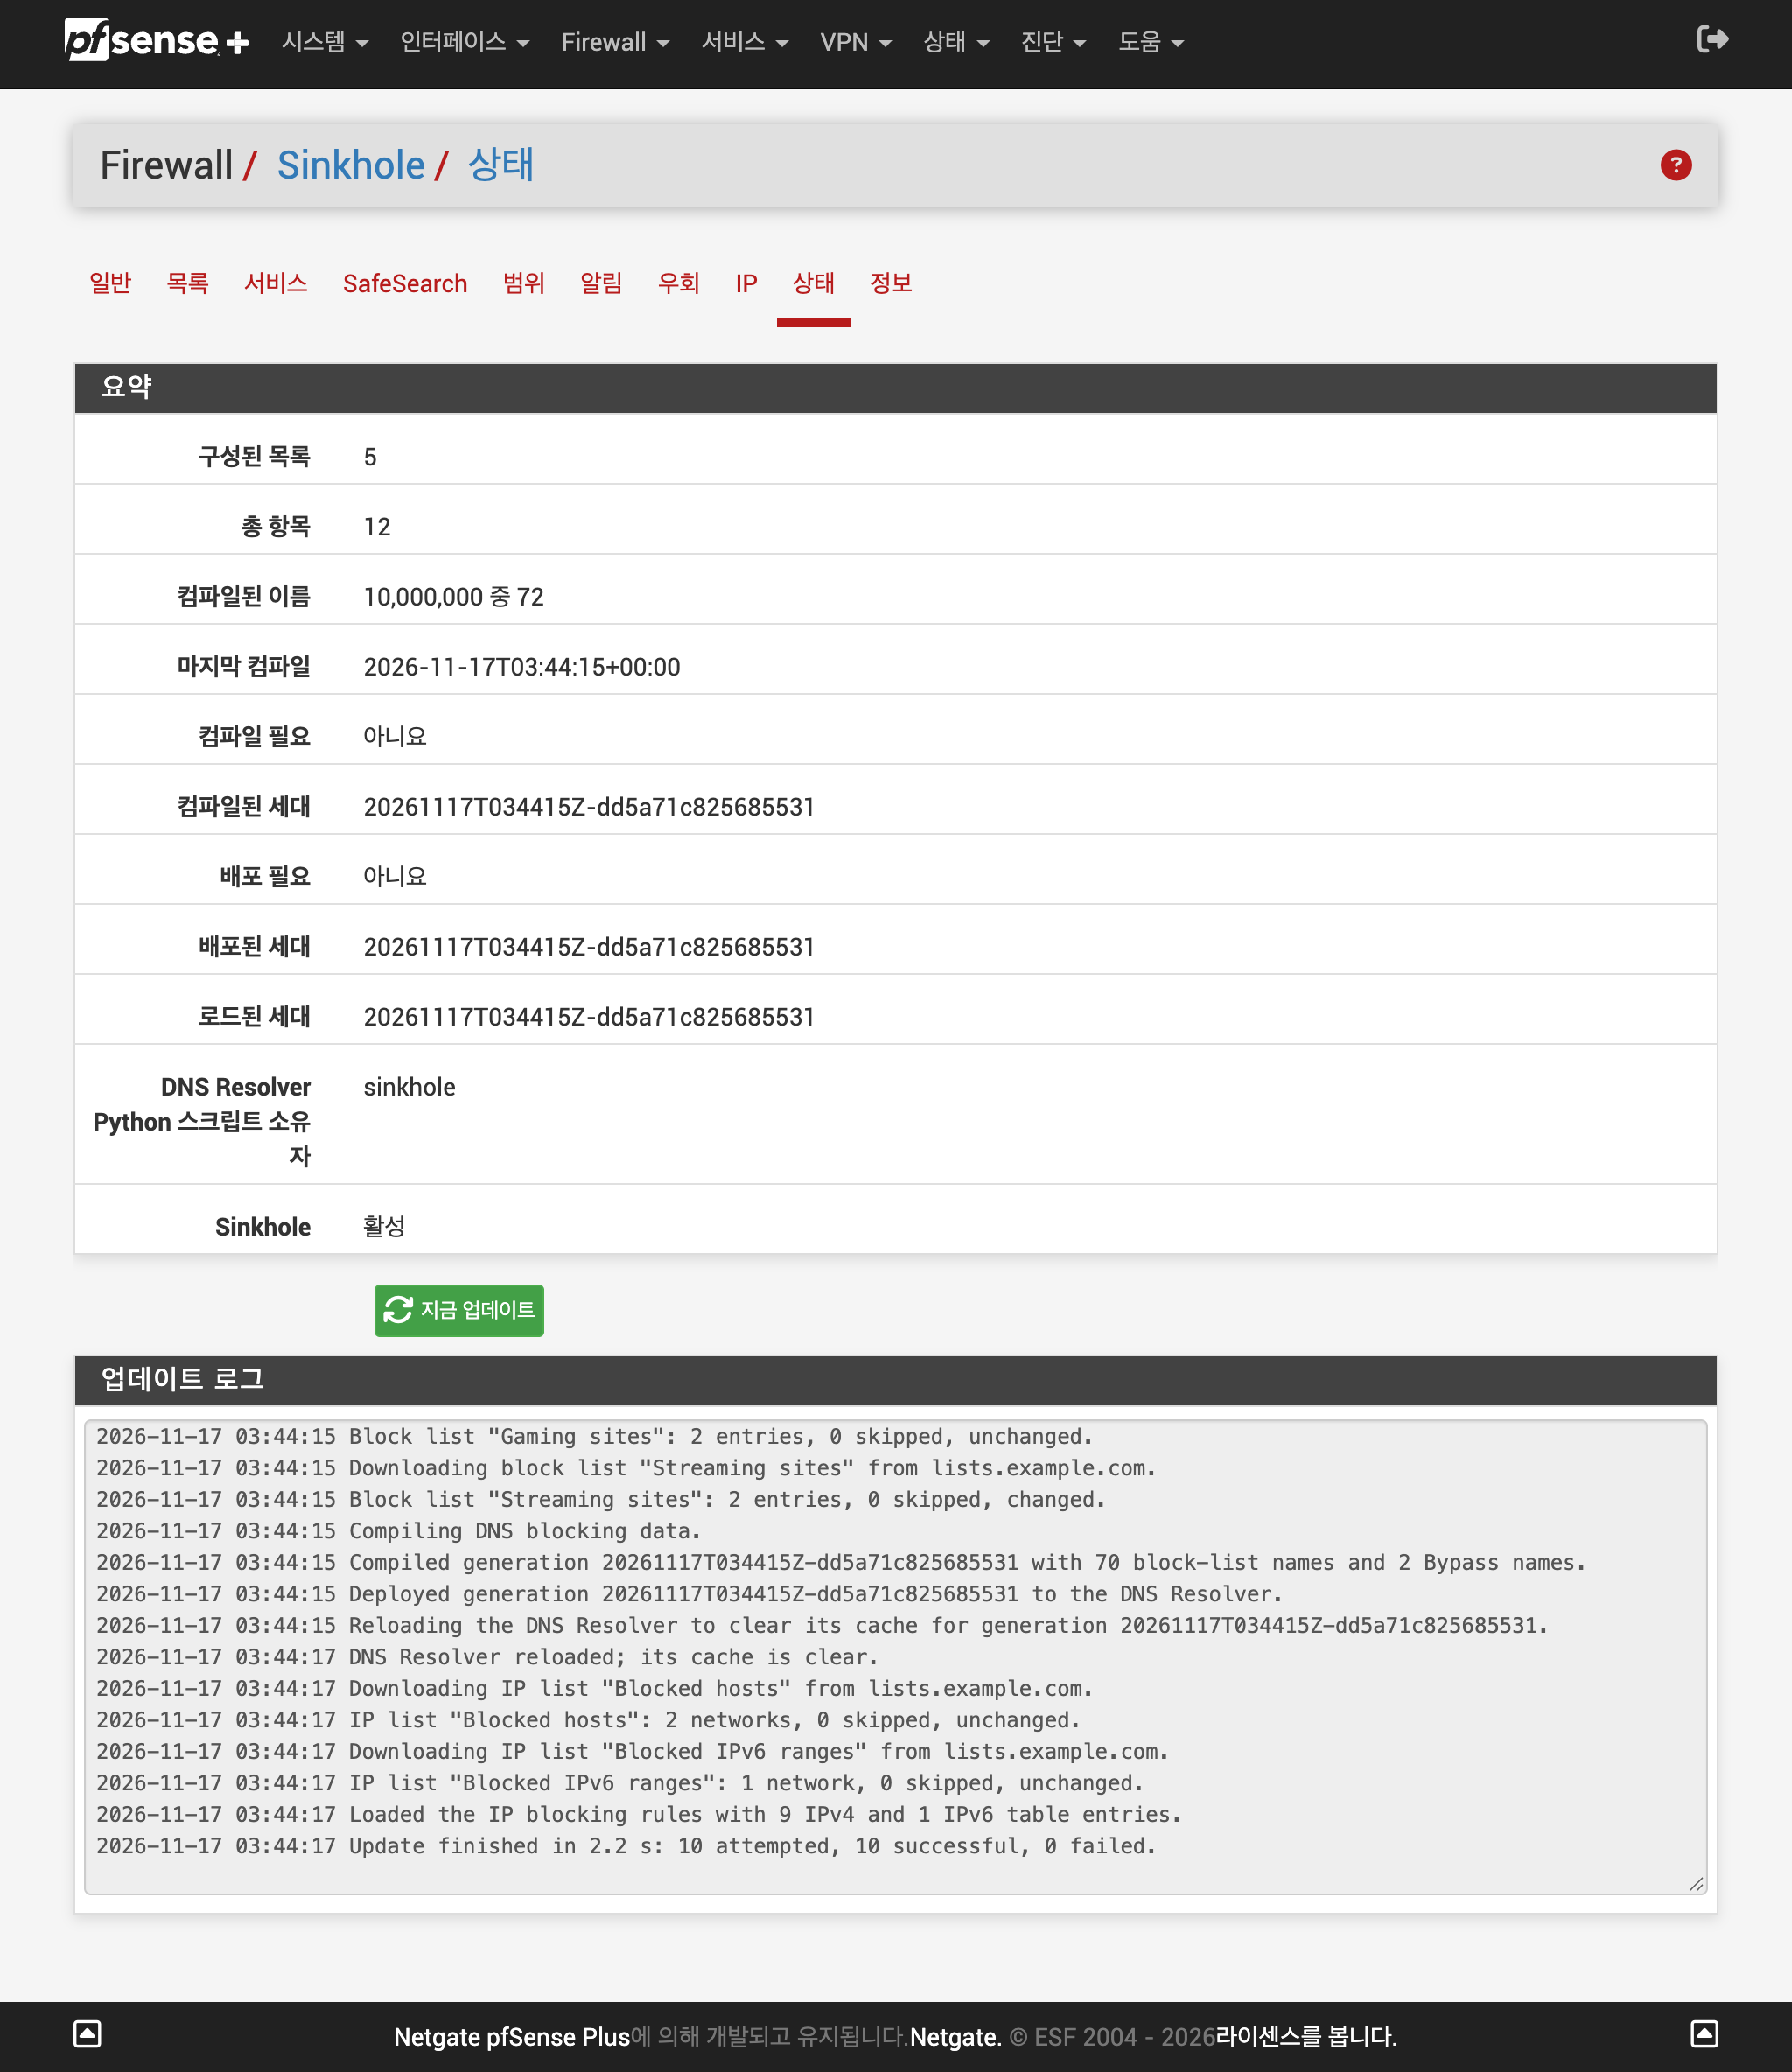 pfsense+ 시스템 인터페이스 Firewall 서비스 VPN 상태 진단 도움
Firewall / Sinkhole / 상태
일반 목록 서비스 SafeSearch 범위 알림 우회 IP 상태 정보
요약
구성된 목록 5
총 항목 12
컴파일된 이름 10,000,000 중 72
마지막 컴파일 2026-11-17T03:44:15+00:00
컴파일 필요 아니요
컴파일된 세대 20261117T034415Z-dd5a71c825685531
배포 필요 아니요
배포된 세대 20261117T034415Z-dd5a71c825685531
로드된 세대 20261117T034415Z-dd5a71c825685531
DNS Resolver sinkhole
Python 스크립트 소유
자
Sinkhole 활성
지금 업데이트
업데이트 로그
2026-11-17 03:44:15 Block list "Gaming sites": 2 entries, 0 skipped, unchanged.
2026-11-17 03:44:15 Downloading block list "Streaming sites" from lists.example.com.
2026-11-17 03:44:15 Block list "Streaming sites": 2 entries, 0 skipped, changed.
2026-11-17 03:44:15 Compiling DNS blocking data.
2026-11-17 03:44:15 Compiled generation 20261117T034415Z-dd5a71c825685531 with 70 block-list names and 2 Bypass names.
2026-11-17 03:44:15 Deployed generation 20261117T034415Z-dd5a71c825685531 to the DNS Resolver.
2026-11-17 03:44:15 Reloading the DNS Resolver to clear its cache for generation 20261117T034415Z-dd5a71c825685531.
2026-11-17 03:44:17 DNS Resolver reloaded; its cache is clear.
2026-11-17 03:44:17 Downloading IP list "Blocked hosts" from lists.example.com.
2026-11-17 03:44:17 IP list "Blocked hosts": 2 networks, 0 skipped, unchanged.
2026-11-17 03:44:17 Downloading IP list "Blocked IPv6 ranges" from lists.example.com.
2026-11-17 03:44:17 IP list "Blocked IPv6 ranges": 1 network, 0 skipped, unchanged.
2026-11-17 03:44:17 Loaded the IP blocking rules with 9 IPv4 and 1 IPv6 table entries.
2026-11-17 03:44:17 Update finished in 2.2 s: 10 attempted, 10 successful, 0 failed.
Netgate pfSense Plus에 의해 개발되고 유지됩니다.Netgate. © ESF 2004 - 2026라이센스를 봅니다.